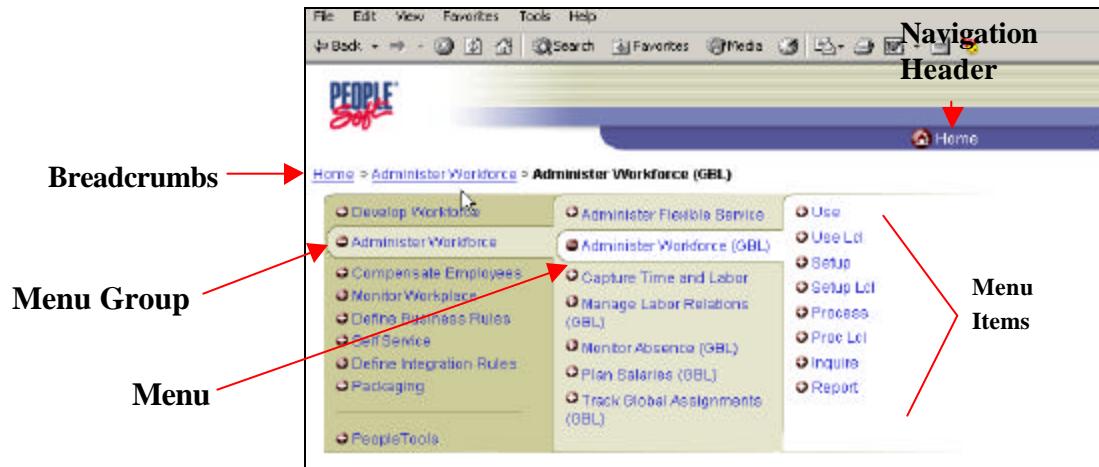 File Edit View Favorites Tools Help
Back Search Favorites Media
Navigation
Header
PEOPLE
Soft
Home
Breadcrumbs
Home > Administer Workforce > Administer Workforce (GBL)
Develop Workforce
Administer Workforce
Compensate Employees
Monitor Workplace
Define Business Rules
Self Service
Define Integration Rules
Packaging
PeopleTools
Administer Flexible Service
Administer Workforce (GBL)
Capture Time and Labor
Manage Labor Relations
(GBL)
Monitor Absence (GBL)
Plan Salaries (GBL)
Track Global Assignments
(GBL)
Use
Use Lcl
Setup
Setup Lcl
Process
Proc Lcl
Inquire
Report
Menu Group
Menu
Menu
Items